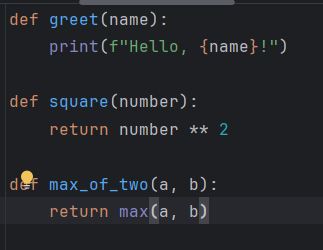 def greet(name):
    print(f"Hello, {name}!")
def square(number):
    return number ** 2
def max_of_two(a, b):
    return max(a, b)